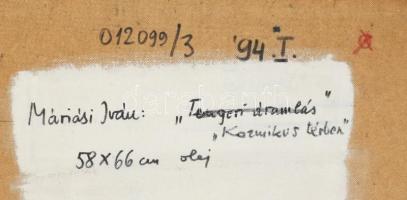 012099/3 '94.I.
Máriási Iván: „Tengeri áramlás"
„Kozmikus térben"
58×66 cm olaj